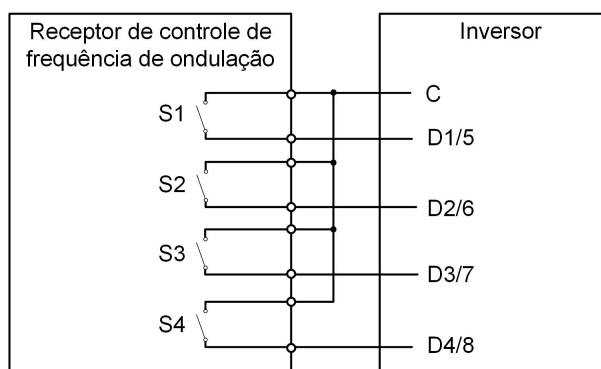 Receptor de controle de
frequência de ondulação
Inversor
S1
C
D1/5
S2
D2/6
S3
D3/7
S4
D4/8